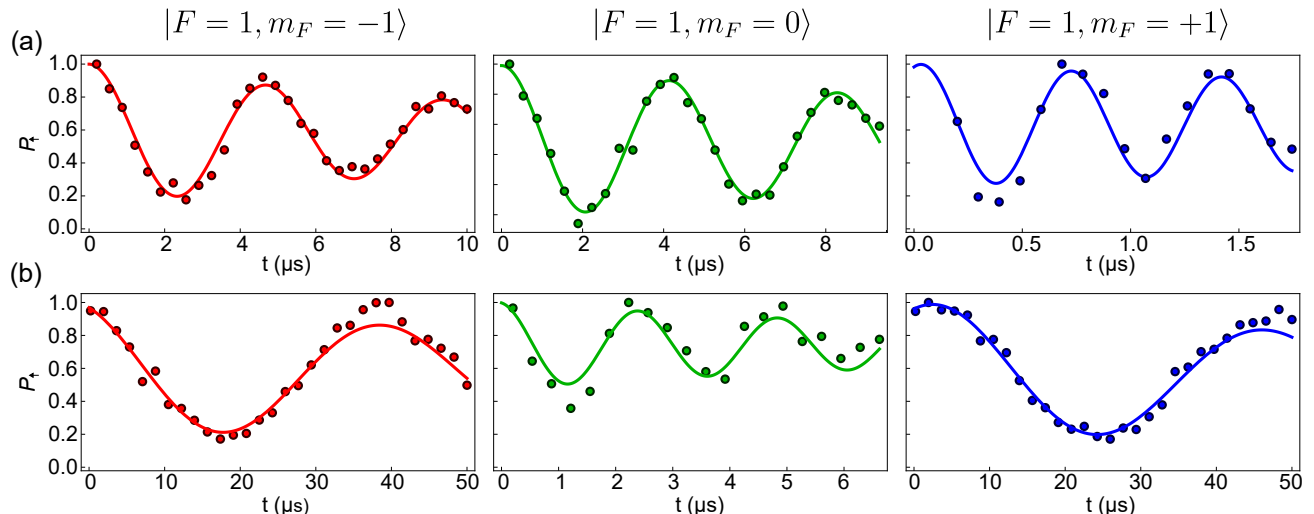 |F = 1, m_F = −1⟩ |F = 1, m_F = 0⟩ |F = 1, m_F = +1⟩
(a)
P↑
1.0
0.8
0.6
0.4
0.2
0.0
0 2 4 6 8 10
0 2 4 6 8
0.0 0.5 1.0 1.5
t (µs) t (µs) t (µs)
(b)
P↑
1.0
0.8
0.6
0.4
0.2
0.0
0 10 20 30 40 50
0 1 2 3 4 5 6
0 10 20 30 40 50
t (µs) t (µs) t (µs)